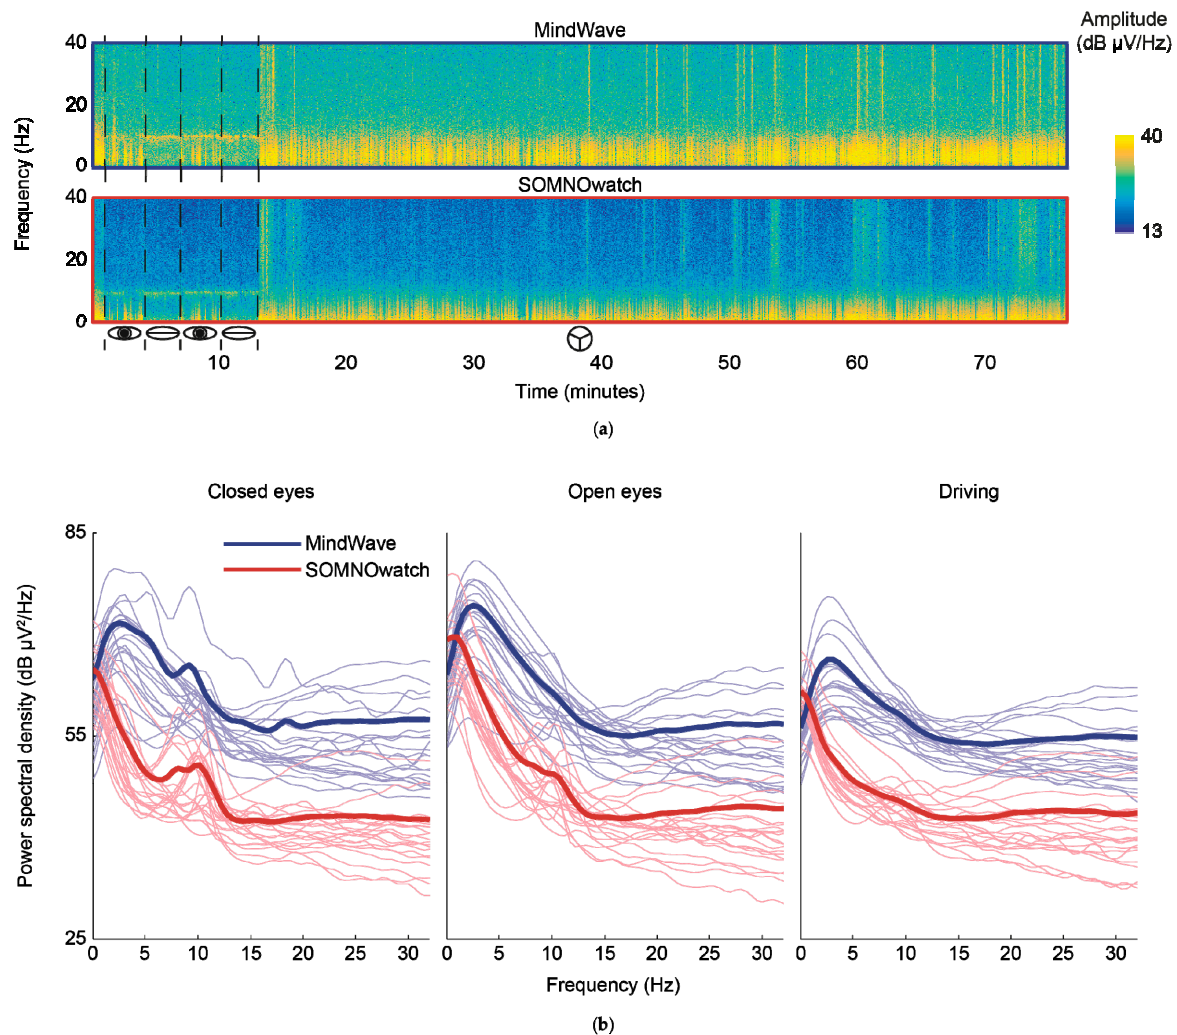 MindWave
Amplitude
(dB µV/Hz)
40
20
0
Frequency (Hz)
SOMNOwatch
40
20
0
40
13
10 20 30 40 50 60 70
Time (minutes)
(a)
Closed eyes Open eyes Driving
85
55
25
Power spectral density (dB µV²/Hz)
MindWave
SOMNOwatch
0 5 10 15 20 25 30 0 5 10 15 20 25 30 0 5 10 15 20 25 30
Frequency (Hz)
(b)